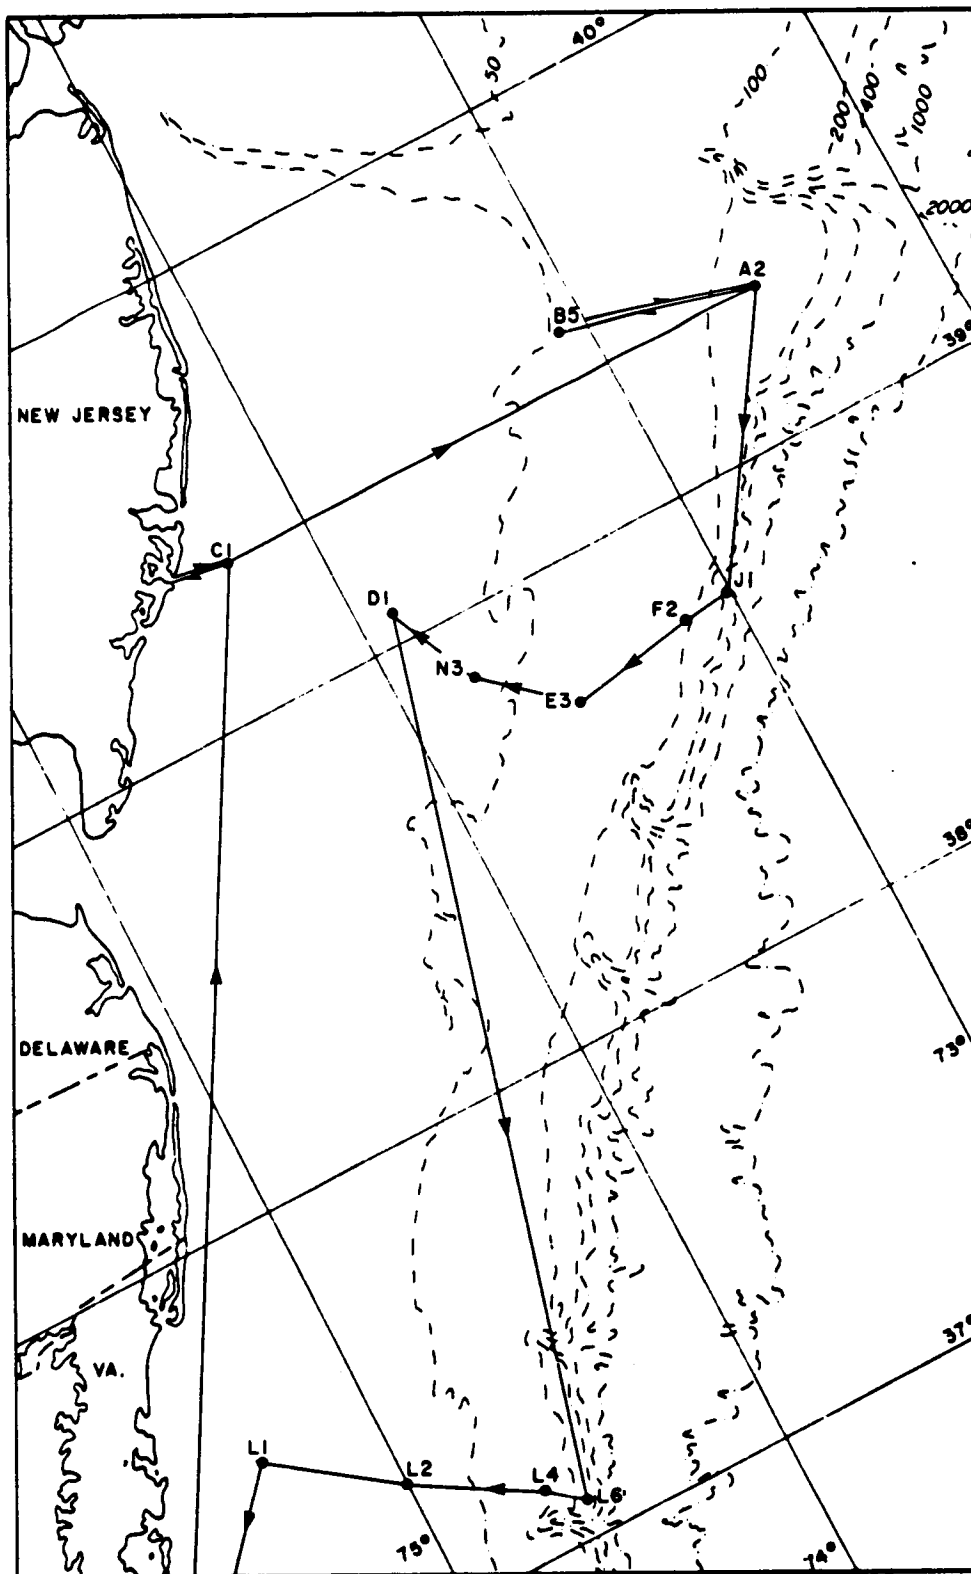 40°
50
100
200
400
1000
2000
A2
B5
39°
NEW JERSEY
C1
J1
D1
F2
N3
E3
38°
73°
DELAWARE
MARYLAND
37°
VA.
L1
L2
L4
L6
75°
74°